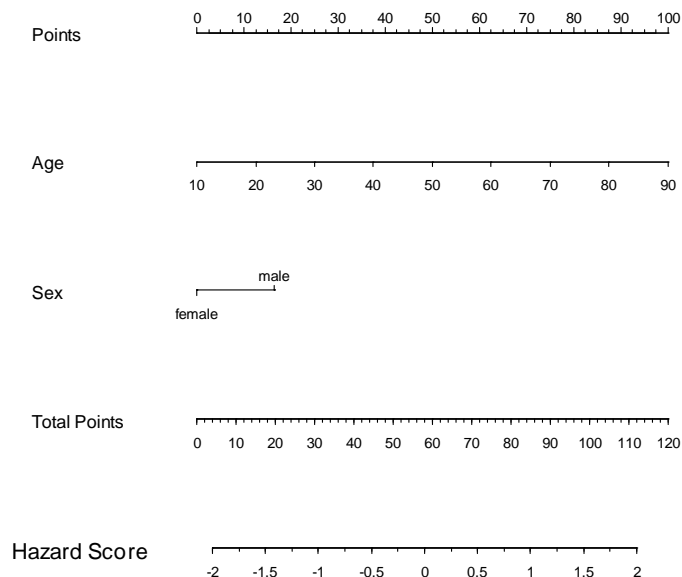 0 10 20 30 40 50 60 70 80 90 100
Points
Age
10 20 30 40 50 60 70 80 90
male
Sex
female
Total Points
0 10 20 30 40 50 60 70 80 90 100 110 120
Hazard Score
-2 -1.5 -1 -0.5 0 0.5 1 1.5 2